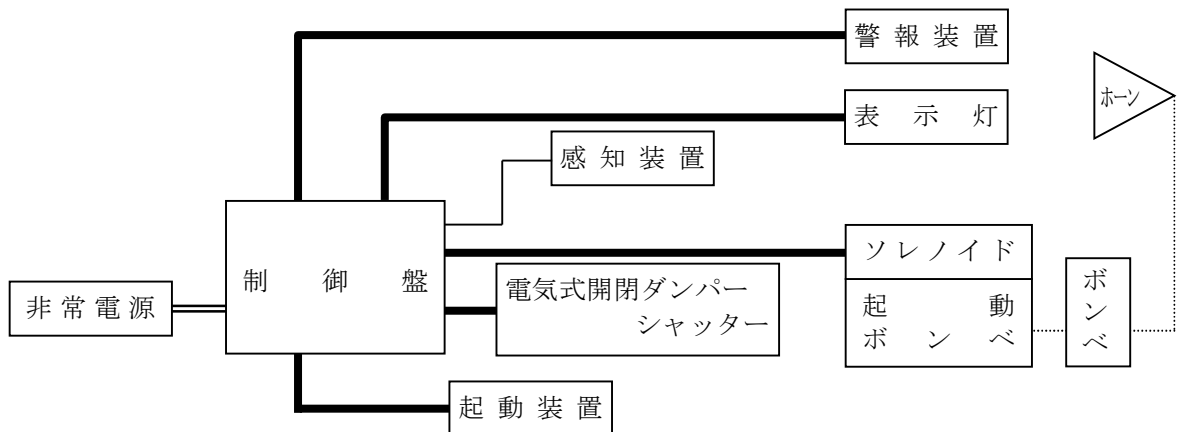 警報装置
表示灯
ホーン
感知装置
制御盤
ソレノイド
非常電源
電気式開閉ダンパー
シャッター
起動
ボンベ
ボンベ
起動装置